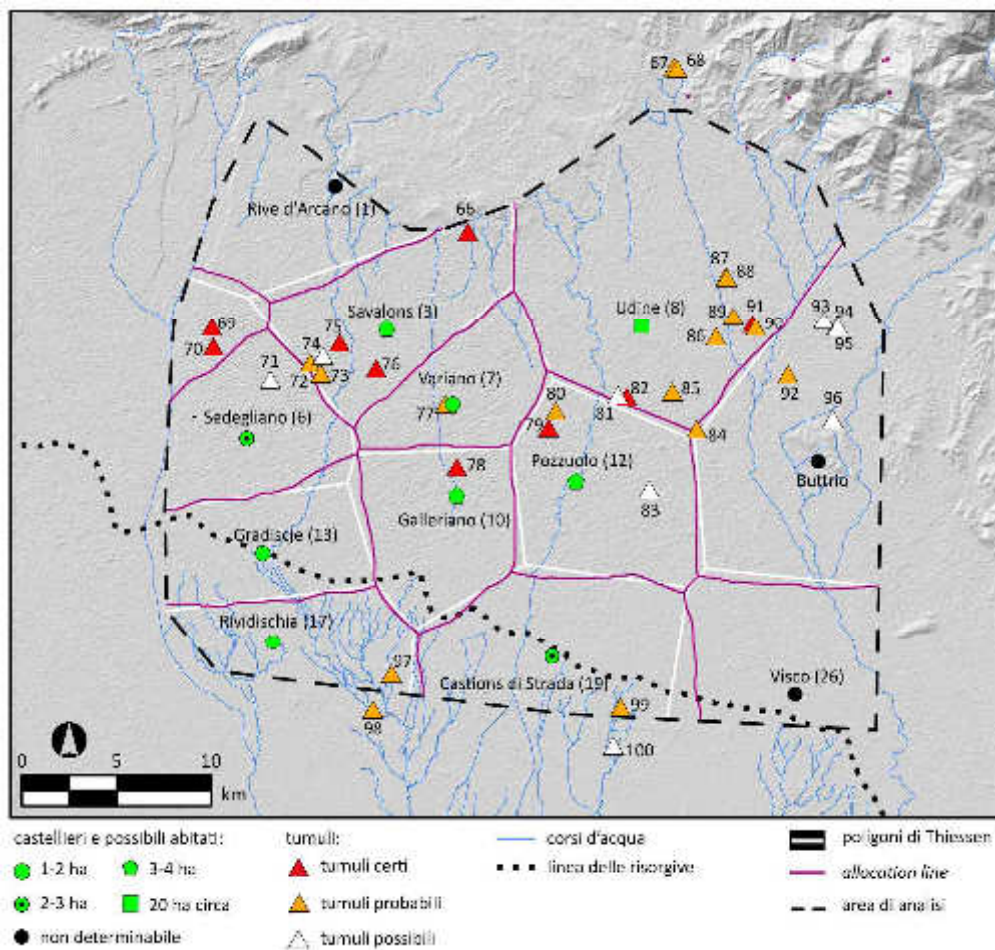 67 68
Rive d'Arcano (1)
66
87
88
69
75
Savalons (3)
Udine (8)
89
91
90
93
94
70
74
86
95
71
76
72
73
Variano (7)
85
92
77
80
82
96
- Sedegliano (6)
79
81
84
78
Pozzuolo (12)
Buttrio
Galleriano (10)
83
Gradiscje (13)
Rividischia (17)
97
Castions di Strada (19)
Visco (26)
98
99
100
0 5 10
km
castellieri e possibili abitati:
1-2 ha
3-4 ha
2-3 ha
20 ha circa
non determinabile
tumuli:
tumuli certi
tumuli probabili
tumuli possibili
corsi d'acqua
linea delle risorgive
poligoni di Thiessen
allocation line
area di analisi